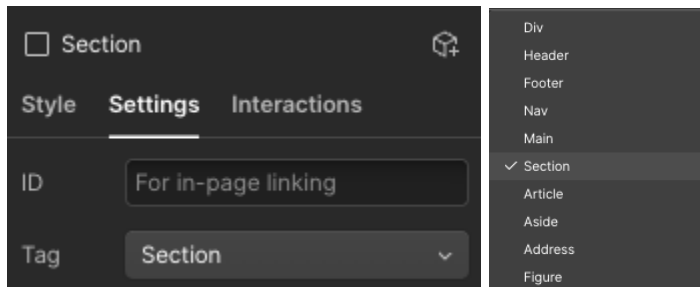 Section
Style Settings Interactions
ID For in-page linking
Tag Section
Div
Header
Footer
Nav
Main
Section
Article
Aside
Address
Figure